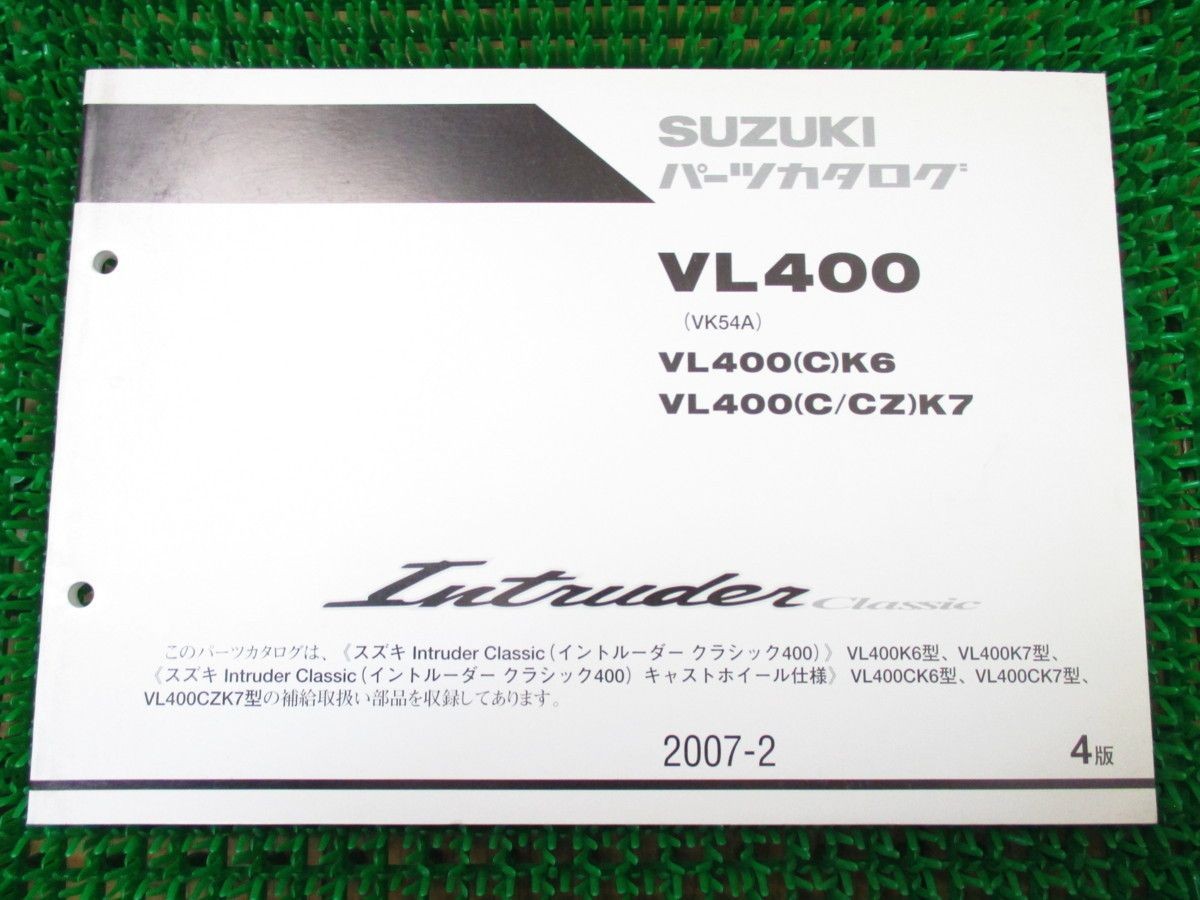 SUZUKI
パーツカタログ
VL400
(VK54A)
VL400(C)K6
VL400(C/CZ)K7
Intruder Classic
このパーツカタログは、《スズキ Intruder Classic(イントルーダー クラシック400)》 VL400K6型、VL400K7型、
《スズキ Intruder Classic(イントルーダー クラシック400) キャストホイール仕様》 VL400CK6型、VL400CK7型、
VL400CZK7型の補給取扱い部品を収録してあります。
2007-2 4版